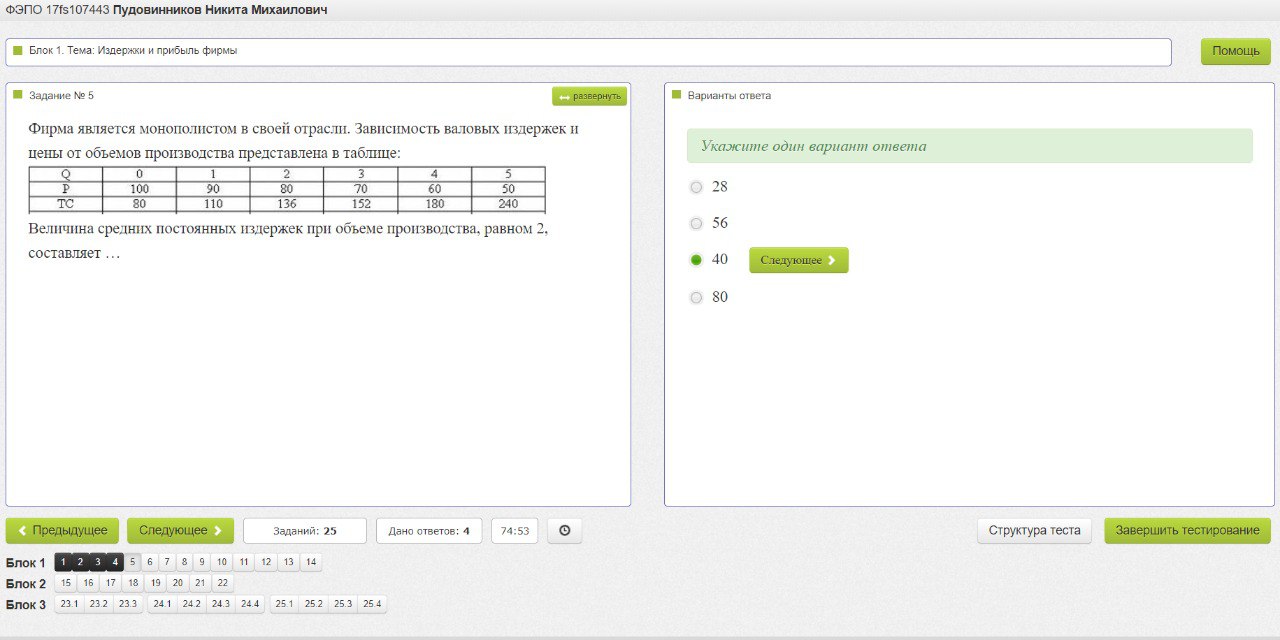 ФЭПО 17fs107443 Пудовинников Никита Михаилович
Блок 1. Тема: Издержки и прибыль фирмы
Помощь
Задание № 5
развернуть
Фирма является монополистом в своей отрасли. Зависимость валовых издержек и
цены от объемов производства представлена в таблице:
Q 0 1 2 3 4 5
P 100 90 80 70 60 50
TC 80 110 136 152 180 240
Величина средних постоянных издержек при объеме производства, равном 2,
составляет …
Варианты ответа
Укажите один вариант ответа
28
56
40 Следующее
80
Предыдущее Следующее Заданий: 25 Дано ответов: 4 74:53 Структура теста Завершить тестирование
Блок 1 1 2 3 4 5 6 7 8 9 10 11 12 13 14
Блок 2 15 16 17 18 19 20 21 22
Блок 3 23.1 23.2 23.3 24.1 24.2 24.3 24.4 25.1 25.2 25.3 25.4